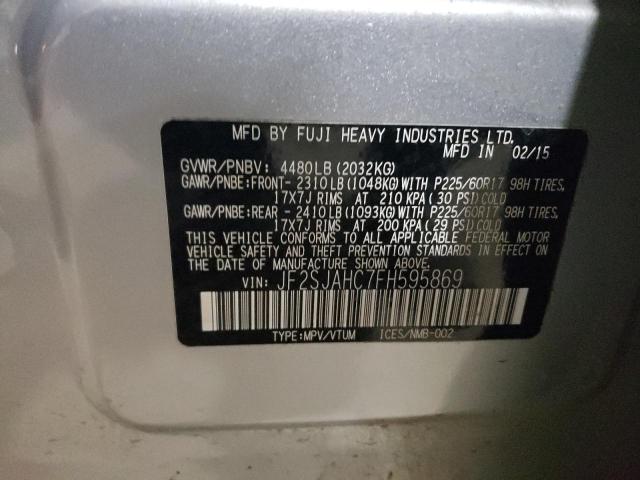 MFD BY FUJI HEAVY INDUSTRIES LTD.
MFD IN 02/15
GVWR/PNBV: 4480LB (2032KG)
GAWR/PNBE:FRONT- 2310LB(1048KG)WITH P225/60R17 98H TIRES,
17X7J RIMS AT 210 KPA( 30 PSI)COLD
GAWR/PNBE:REAR - 2410LB(1093KG)WITH P225/60R17 98H TIRES,
17X7J RIMS AT 200 KPA( 29 PSI)COLD
THIS VEHICLE CONFORMS TO ALL APPLICABLE FEDERAL MOTOR
VEHICLE SAFETY AND THEFT PREVENTION STANDARDS IN EFFECT ON
THE DATE OF MANUFACTURE SHOWN ABOVE.
VIN: JF2SJAHC7FH595869
TYPE:MPV/VTUM ICES/NMB-002